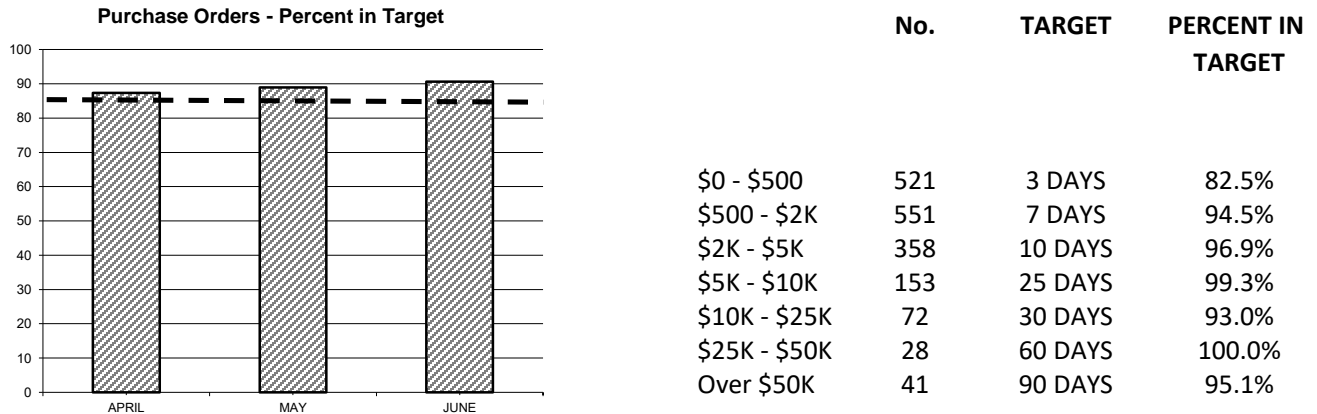 Purchase Orders - Percent in Target
100
90
80
70
60
50
40
30
20
10
0
APRIL MAY JUNE
No. TARGET PERCENT IN
TARGET
$0 - $500 521 3 DAYS 82.5%
$500 - $2K 551 7 DAYS 94.5%
$2K - $5K 358 10 DAYS 96.9%
$5K - $10K 153 25 DAYS 99.3%
$10K - $25K 72 30 DAYS 93.0%
$25K - $50K 28 60 DAYS 100.0%
Over $50K 41 90 DAYS 95.1%